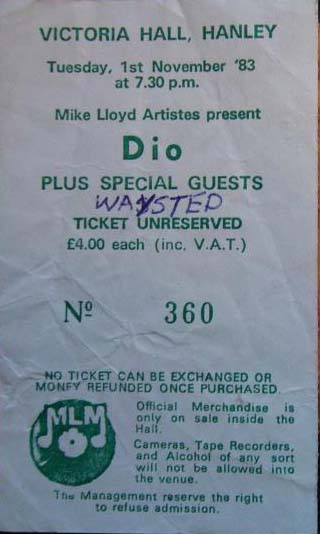 VICTORIA HALL, HANLEY
Tuesday, 1st November '83
at 7.30 p.m.
Mike Lloyd Artistes present
Dio
PLUS SPECIAL GUESTS
WAYSTED
TICKET UNRESERVED
£4.00 each (inc. V.A.T.)
Nº 360
NO TICKET CAN BE EXCHANGED OR
MONEY REFUNDED ONCE PURCHASED.
MLM
Official Merchandise is
only on sale inside the
Hall.
Cameras, Tape Recorders,
and Alcohol of any sort
will not be allowed into
the venue.
The Management reserve the right
to refuse admission.